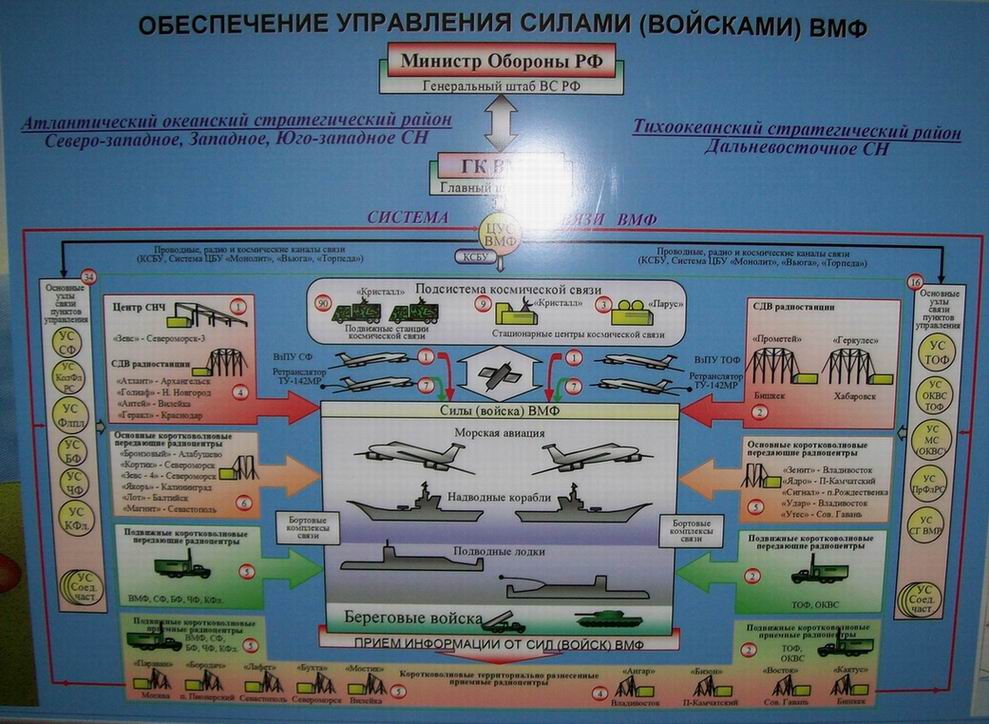 ОБЕСПЕЧЕНИЕ УПРАВЛЕНИЯ СИЛАМИ (ВОЙСКАМИ) ВМФ
Министр Обороны РФ
Генеральный штаб ВС РФ
Атлантический океанский стратегический район
Северо-западное, Западное, Юго-западное СН
Тихоокеанский стратегический район
Дальневосточное СН
ГК
Главный
СИСТЕМА
ВМФ
ЦУС
ВМФ
КСБУ
Проводные, радио и космические каналы связи
(КСБУ, Система ЦБУ «Монолит», «Вьюга», «Торпеда»)
Проводные, радио и космические каналы связи
(КСБУ, Система ЦБУ «Монолит», «Вьюга», «Торпеда»)
34
Основные
узлы
связи
пунктов
управления
УС
СФ
УС
КолФл
РФ
УС
Флпл
УС
БФ
УС
ЧФ
УС
КФл.
УС
Соед.
част
Центр СНЧ
1
«Зевс» - Североморск-3
СДВ радиостанции
«Атлант» - Архангельск
«Голиаф» - Н. Новгород
«Антей» - Вилейка
«Геракл» - Краснодар
4
Основные коротковолновые
передающие радиоцентры
«Бронзовый» - Алабушево
«Кортик» - Североморск
«Зевс - 4» - Североморск
«Якорь» - Калининград
«Лот» - Балтийск
«Магнит» - Севастополь
6
Подвижные коротковолновые
передающие радиоцентры
5
ВМФ, СФ, БФ, ЧФ, КФл.
Подвижные коротковолновые
приемные радиоцентры
ВМФ, СФ,
БФ, ЧФ, КФл.
5
Подсистема космической связи
90
«Кристалл»
Подвижные станции
космической связи
9
«Кристалл»
3
«Парус»
Стационарные центры космической связи
ВзПУ СФ
1
Ретранслятор
ТУ-142МР
7
1
ВзПУ ТОФ
7
Ретранслятор
ТУ-142МР
Силы (войска) ВМФ
Морская авиация
Надводные корабли
Бортовые
комплексы
связи
Бортовые
комплексы
связи
Подводные лодки
Береговые войска
ПРИЕМ ИНФОРМАЦИИ ОТ СИЛ (ВОЙСК) ВМФ
16
Основные
узлы
связи
пунктов
управления
УС
ТОФ
УС
ОКВС
ТОФ
УС
МС
(ОКВС)
УС
ПрФлРС
УС
СГ ВМР
УС
Соед.
част
СДВ радиостанции
«Прометей»
«Геркулес»
Бишкек
Хабаровск
2
Основные коротковолновые
передающие радиоцентры
«Зенит» - Владивосток
«Ядро» - П-Камчатский
«Сигнал» - п.Рождественка
«Удар» - Владивосток
«Утес» - Сов. Гавань
5
Подвижные коротковолновые
передающие радиоцентры
2
ТОФ, ОКВС
Подвижные коротковолновые
приемные радиоцентры
2
ТОФ,
ОКВС
«Параван»
Москва
«Бородач»
п. Пионерский
«Лафет»
Севастополь
«Бухта»
Североморск
«Мостик»
Вилейка
5
Коротковолновые территориально разнесенные
приемные радиоцентры
4
«Ангар»
Владивосток
«Бизон»
П-Камчатский
«Восток»
Сов. Гавань
«Кактус»
Бишкек